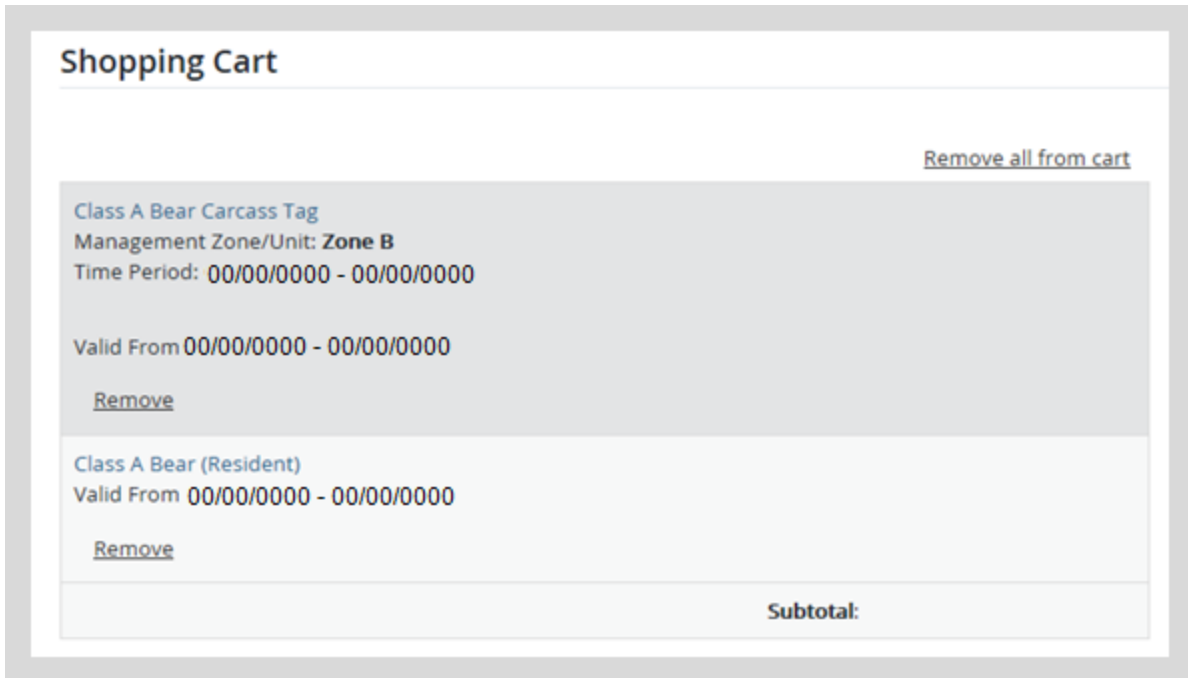 Shopping Cart
Remove all from cart
Class A Bear Carcass Tag
Management Zone/Unit: Zone B
Time Period: 00/00/0000 - 00/00/0000
Valid From 00/00/0000 - 00/00/0000
Remove
Class A Bear (Resident)
Valid From 00/00/0000 - 00/00/0000
Remove
Subtotal: